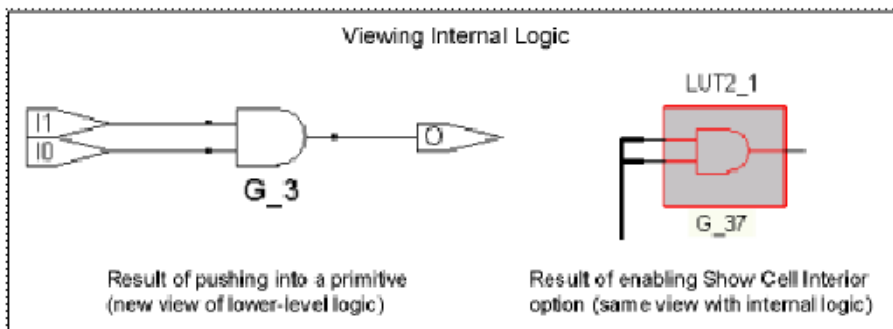 Viewing Internal Logic
LUT2_1
I1
I0
O
G_3
G_37
Result of pushing into a primitive
(new view of lower-level logic)
Result of enabling Show Cell Interior
option (same view with internal logic)